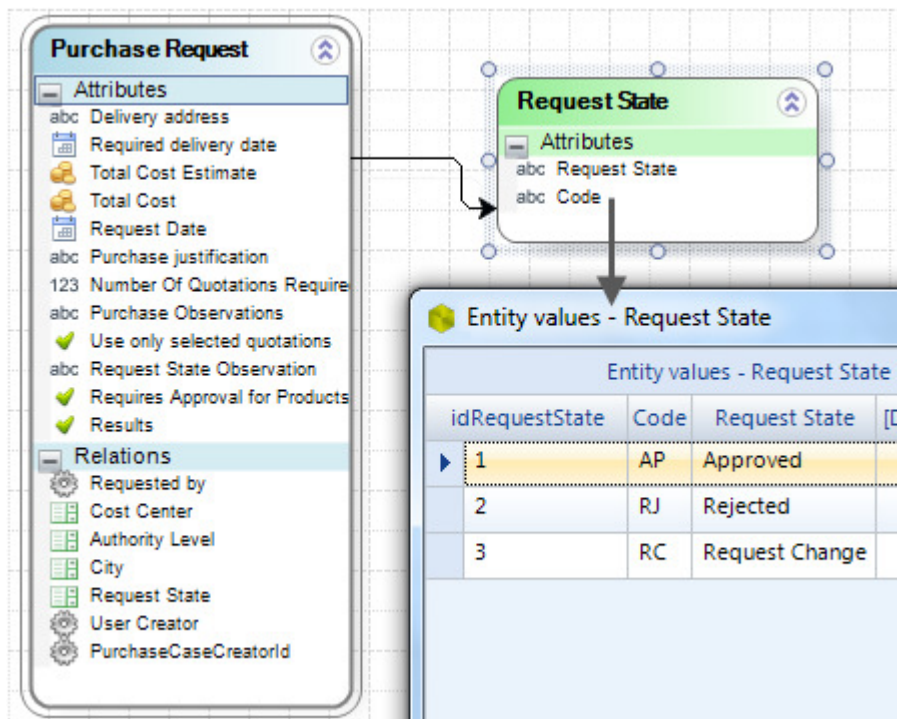 Purchase Request
Attributes
abc Delivery address
Required delivery date
Total Cost Estimate
Total Cost
Request Date
abc Purchase justification
123 Number Of Quotations Require
abc Purchase Observations
Use only selected quotations
abc Request State Observation
Requires Approval for Products
Results
Relations
Requested by
Cost Center
Authority Level
City
Request State
User Creator
PurchaseCaseCreatorId
Request State
Attributes
abc Request State
abc Code
Entity values - Request State
Entity values - Request State
idRequestState Code Request State [D
1 AP Approved
2 RJ Rejected
3 RC Request Change